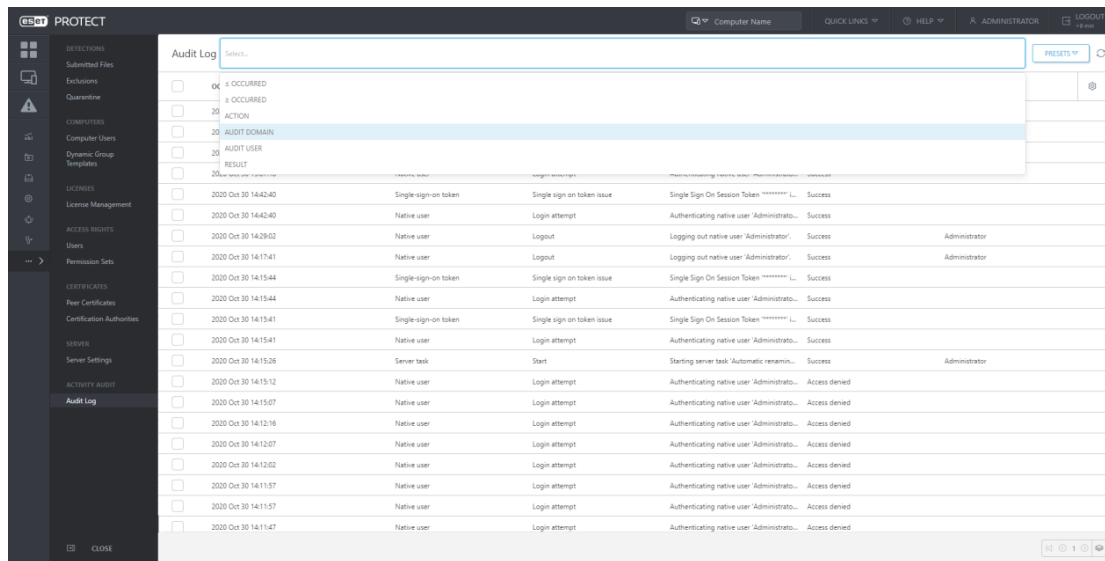 eset PROTECT
Computer Name
QUICK LINKS
HELP
ADMINISTRATOR
LOGOUT
>8 min
DETECTIONS
Submitted Files
Exclusions
Quarantine
COMPUTERS
Computer Users
Dynamic Group
Templates
LICENSES
License Management
ACCESS RIGHTS
Users
Permission Sets
CERTIFICATES
Peer Certificates
Certification Authorities
SERVER
Server Settings
ACTIVITY AUDIT
Audit Log
CLOSE
Audit Log
Select...
PRESETS
≤ OCCURRED
≥ OCCURRED
ACTION
AUDIT DOMAIN
AUDIT USER
RESULT
2020 Oct 30 14:42:40 Single-sign-on token Single sign on token issue Single Sign On Session Token '********' i... Success
2020 Oct 30 14:42:40 Native user Login attempt Authenticating native user 'Administrato... Success
2020 Oct 30 14:29:02 Native user Logout Logging out native user 'Administrator'. Success Administrator
2020 Oct 30 14:17:41 Native user Logout Logging out native user 'Administrator'. Success Administrator
2020 Oct 30 14:15:44 Single-sign-on token Single sign on token issue Single Sign On Session Token '********' i... Success
2020 Oct 30 14:15:44 Native user Login attempt Authenticating native user 'Administrato... Success
2020 Oct 30 14:15:41 Single-sign-on token Single sign on token issue Single Sign On Session Token '********' i... Success
2020 Oct 30 14:15:41 Native user Login attempt Authenticating native user 'Administrato... Success
2020 Oct 30 14:15:26 Server task Start Starting server task 'Automatic renamin... Success Administrator
2020 Oct 30 14:15:12 Native user Login attempt Authenticating native user 'Administrato... Access denied
2020 Oct 30 14:15:07 Native user Login attempt Authenticating native user 'Administrato... Access denied
2020 Oct 30 14:12:16 Native user Login attempt Authenticating native user 'Administrato... Access denied
2020 Oct 30 14:12:07 Native user Login attempt Authenticating native user 'Administrato... Access denied
2020 Oct 30 14:12:02 Native user Login attempt Authenticating native user 'Administrato... Access denied
2020 Oct 30 14:11:57 Native user Login attempt Authenticating native user 'Administrato... Access denied
2020 Oct 30 14:11:57 Native user Login attempt Authenticating native user 'Administrato... Access denied
2020 Oct 30 14:11:47 Native user Login attempt Authenticating native user 'Administrato... Access denied
1